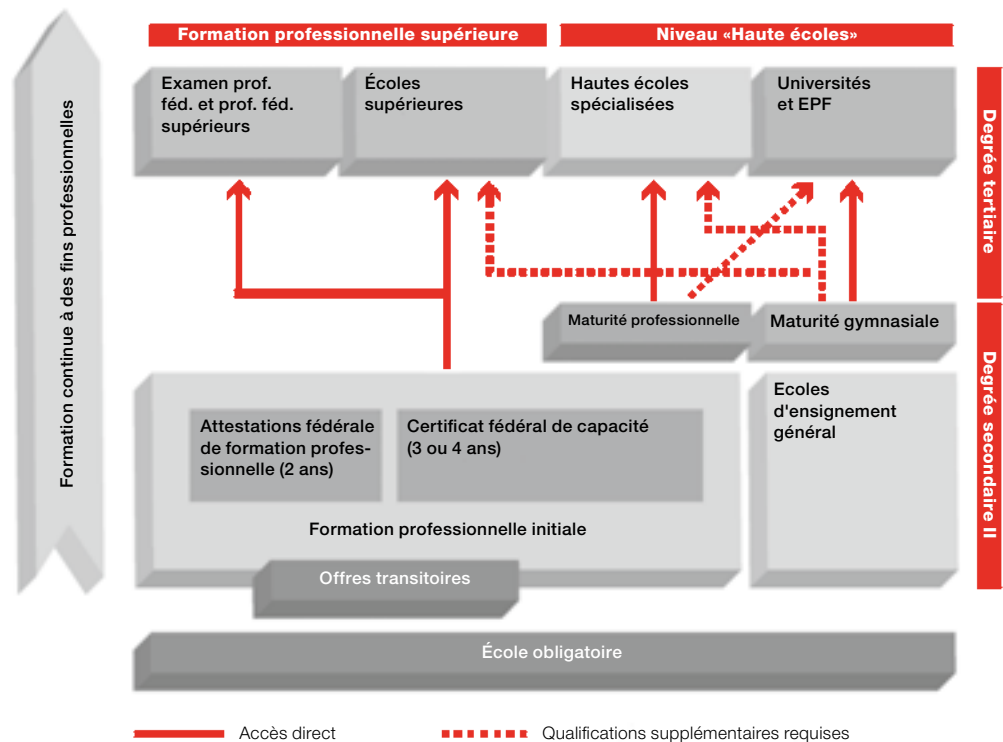 Formation professionnelle supérieure
Niveau «Haute écoles»
Examen prof.
féd. et prof. féd.
supérieurs
Écoles
supérieures
Hautes écoles
spécialisées
Universités
et EPF
Degrée tertiaire
Formation continue à des fins professionnelles
Maturité professionnelle
Maturité gymnasiale
Degrée secondaire II
Attestations fédérale
de formation profes-
sionnelle (2 ans)
Certificat fédéral de capacité
(3 ou 4 ans)
Ecoles
d'ensignement
général
Formation professionnelle initiale
Offres transitoires
École obligatoire
Accès direct
Qualifications supplémentaires requises